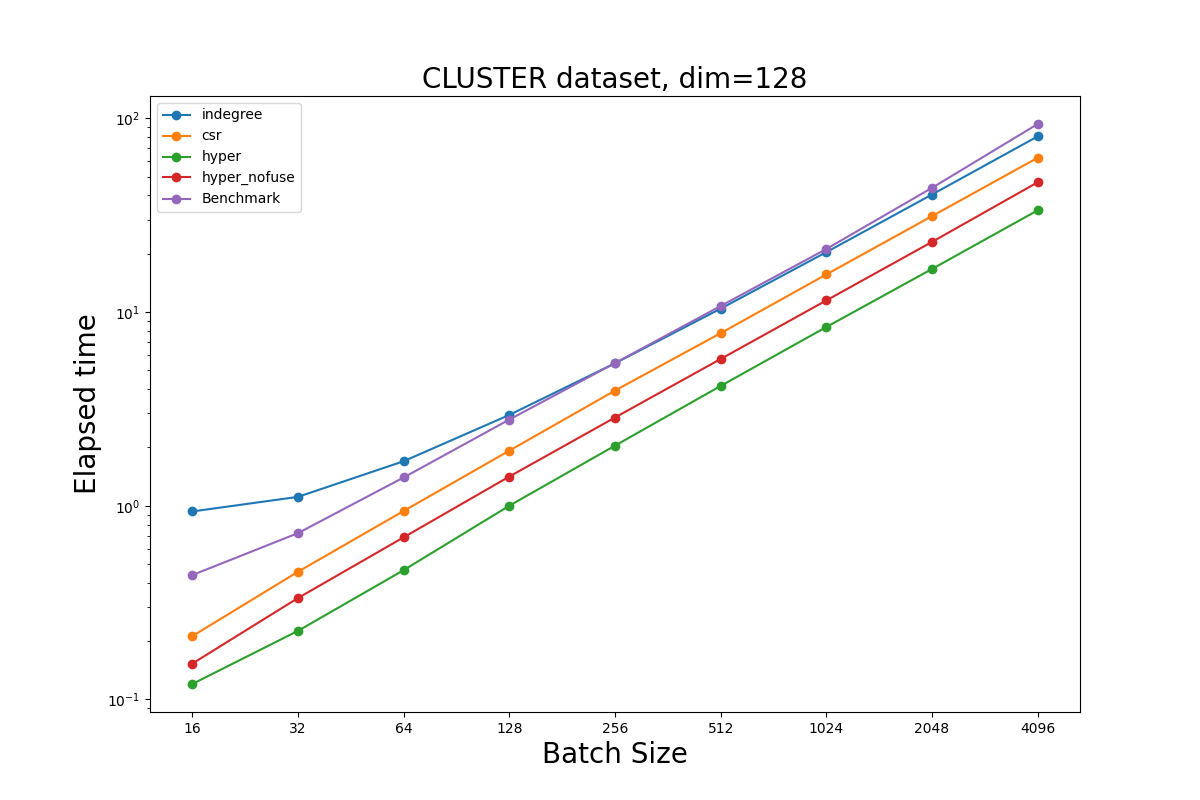 CLUSTER dataset, dim=128
indegree
csr
hyper
hyper_nofuse
Benchmark
10²
10¹
10⁰
10⁻¹
Elapsed time
16 32 64 128 256 512 1024 2048 4096
Batch Size